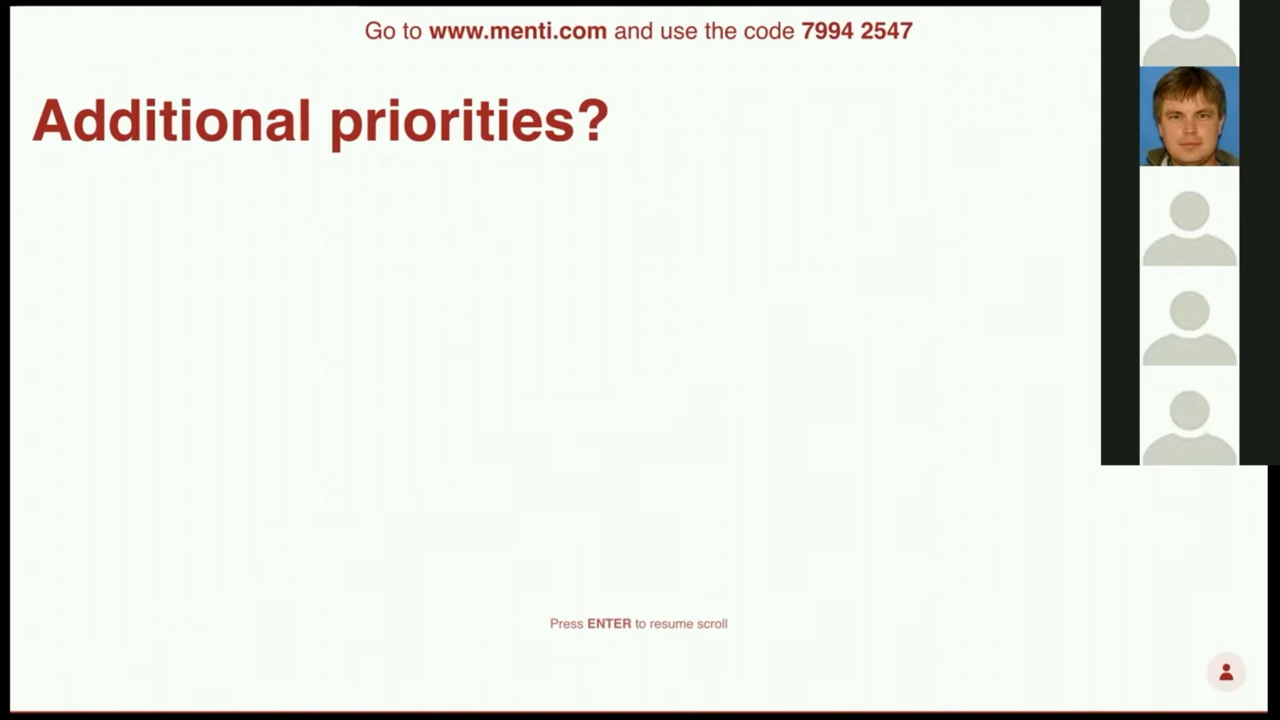 Go to www.menti.com and use the code 7994 2547
Additional priorities?
Press ENTER to resume scroll